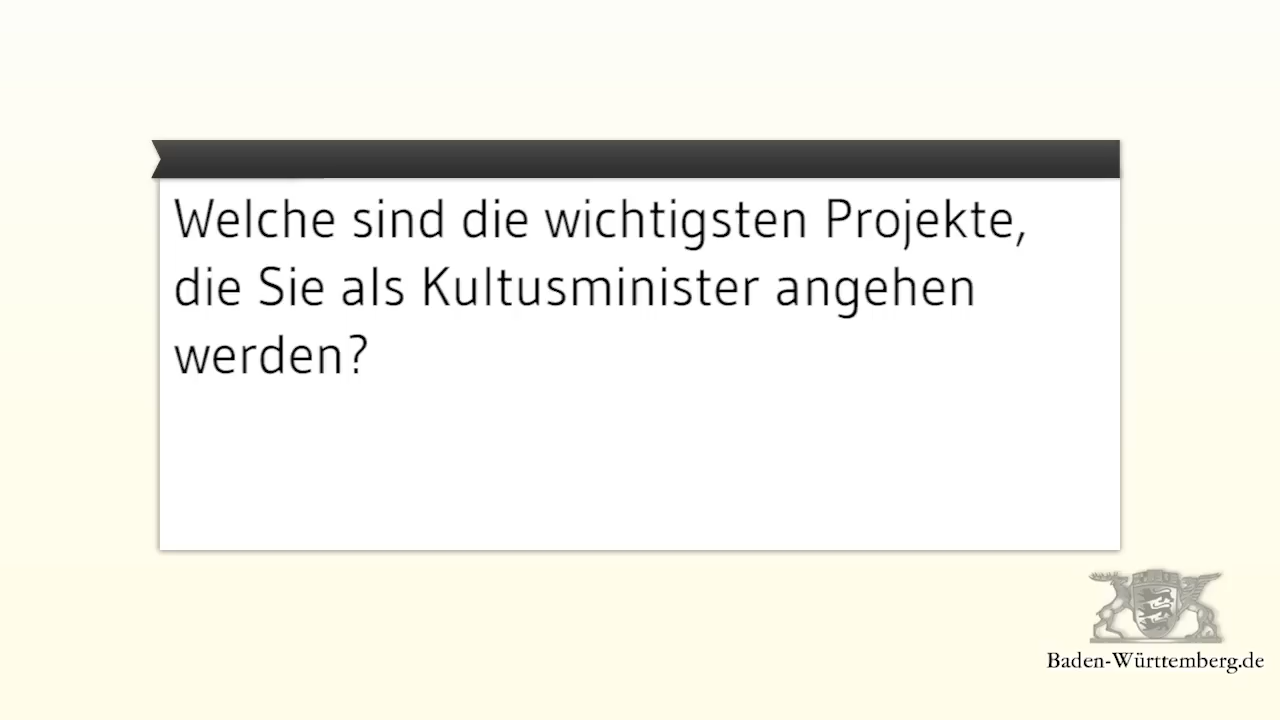 Welche sind die wichtigsten Projekte,
die Sie als Kultusminister angehen
werden?
Baden-Württemberg.de